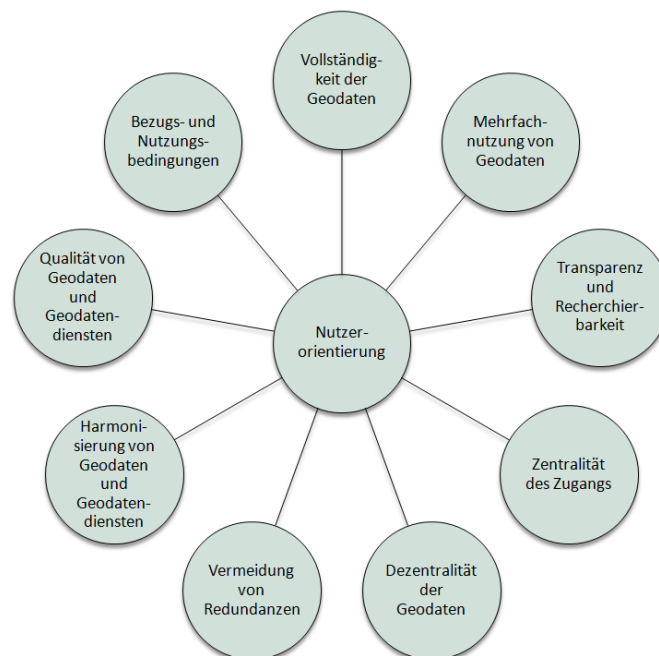 Vollständig-
keit der
Geodaten
Mehrfach-
nutzung von
Geodaten
Transparenz
und
Recherchier-
barkeit
Zentralität
des Zugangs
Dezentralität
der
Geodaten
Vermeidung
von
Redundanzen
Harmoni-
sierung von
Geodaten
und
Geodaten-
diensten
Qualität von
Geodaten
und
Geodaten-
diensten
Bezugs- und
Nutzungs-
bedingungen
Nutzer-
orientierung